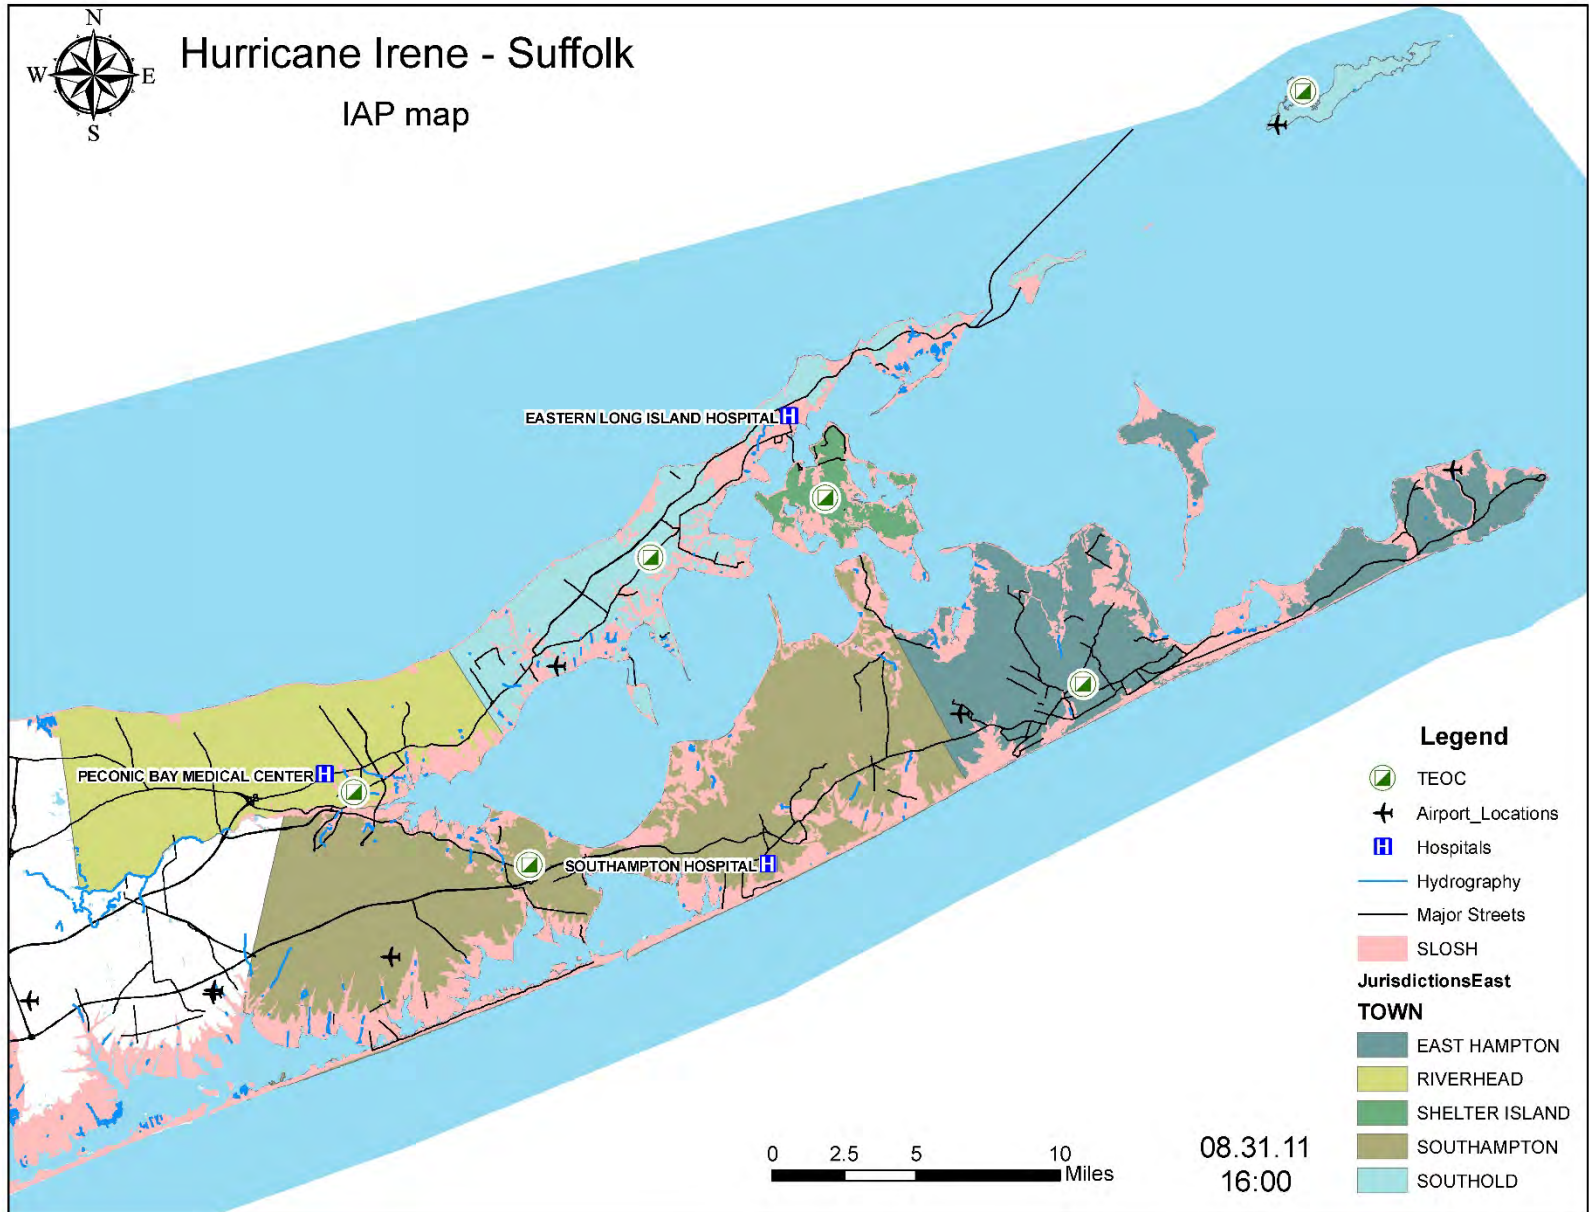 N
W E
S
Hurricane Irene - Suffolk
IAP map
EASTERN LONG ISLAND HOSPITAL H
PECONIC BAY MEDICAL CENTER H
SOUTHAMPTON HOSPITAL H
Legend
TEOC
Airport_Locations
H Hospitals
Hydrography
Major Streets
SLOSH
JurisdictionsEast
TOWN
EAST HAMPTON
RIVERHEAD
SHELTER ISLAND
SOUTHAMPTON
SOUTHOLD
0 2.5 5 10
Miles
08.31.11
16:00